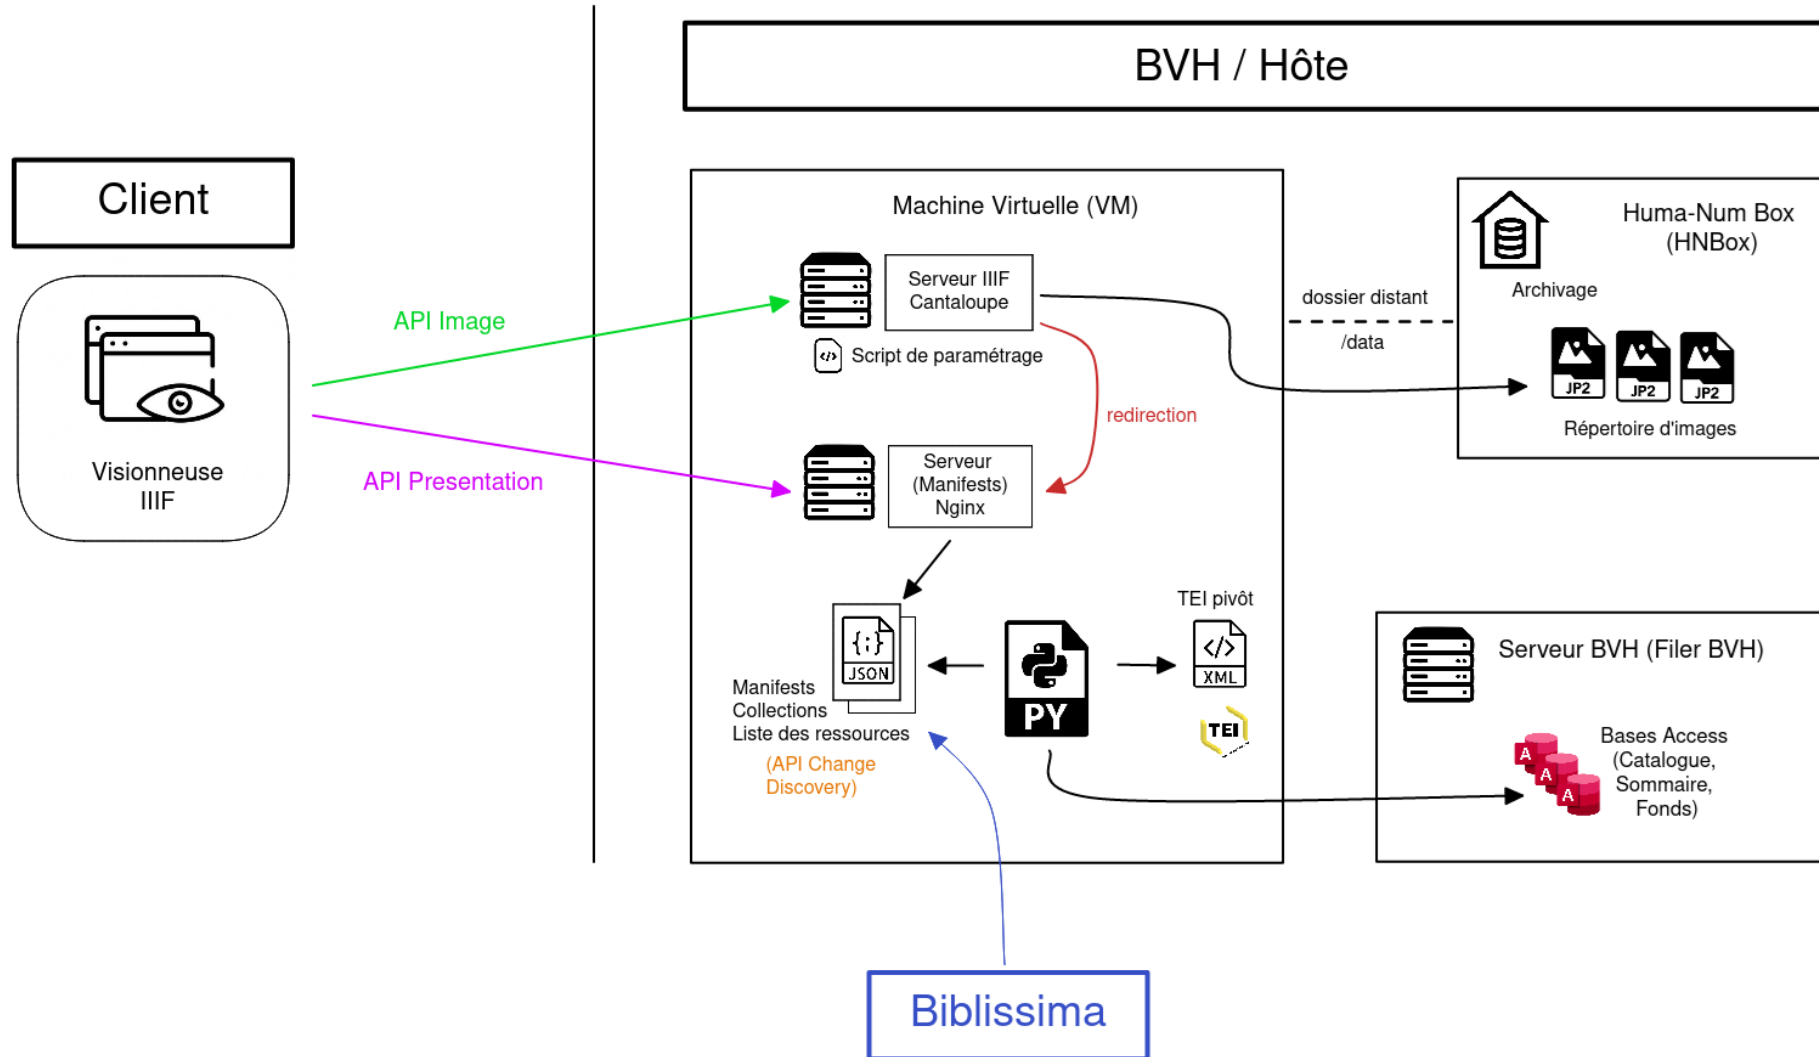 BVH / Hôte
Client
Visionneuse
IIIF
API Image
API Presentation
Machine Virtuelle (VM)
Serveur IIIF
Cantaloupe
</>
Script de paramétrage
redirection
Serveur
(Manifests)
Nginx
{;}
JSON
Manifests
Collections
Liste des ressources
(API Change
Discovery)
PY
TEI pivôt
</>
XML
TEI
dossier distant
/data
Huma-Num Box
(HNBox)
Archivage
JP2
JP2
JP2
Répertoire d'images
Serveur BVH (Filer BVH)
A
A
A
Bases Access
(Catalogue,
Sommaire,
Fonds)
Biblissima